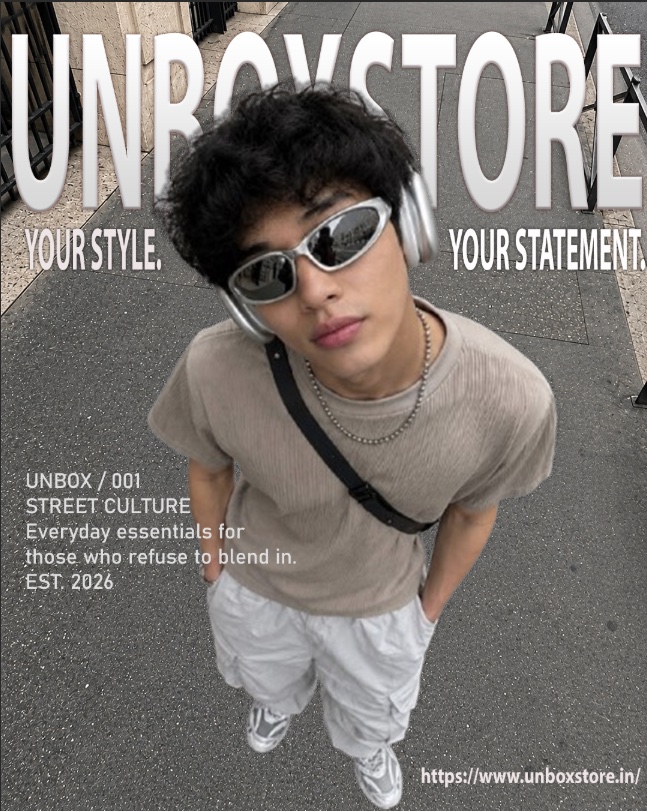 UNBOXSTORE
YOUR STYLE.
YOUR STATEMENT.
UNBOX / 001
STREET CULTURE
Everyday essentials for
those who refuse to blend in.
EST. 2026
https://www.unboxstore.in/